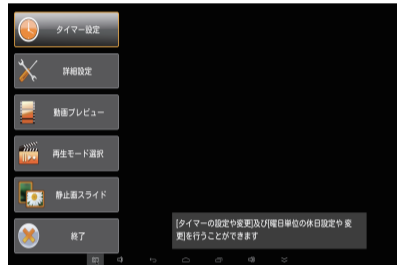 タイマー設定
詳細設定
動画プレビュー
再生モード選択
静止画スライド
終了
[タイマーの設定や変更]及び[曜日単位の休日設定や 変
更]を行うことができます